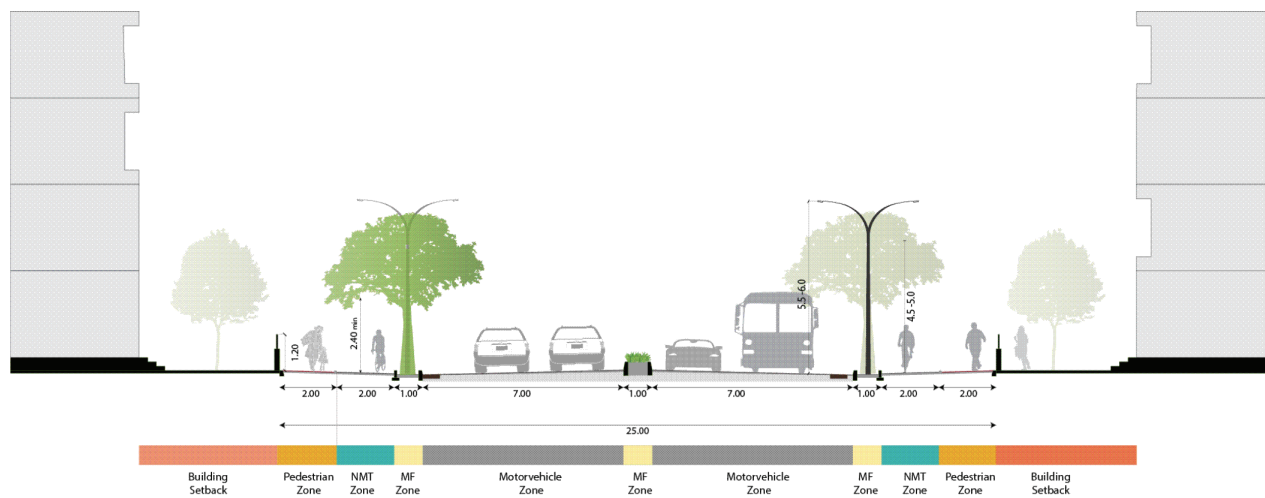 5.5 -6.0
4.5 -5.0
2.40 min
1.20
2.00 2.00 1.00 7.00 1.00 7.00 1.00 2.00 2.00
25.00
Building Setback
Pedestrian Zone
NMT Zone
MF Zone
Motorvehicle Zone
MF Zone
Motorvehicle Zone
MF Zone
NMT Zone
Pedestrian Zone
Building Setback